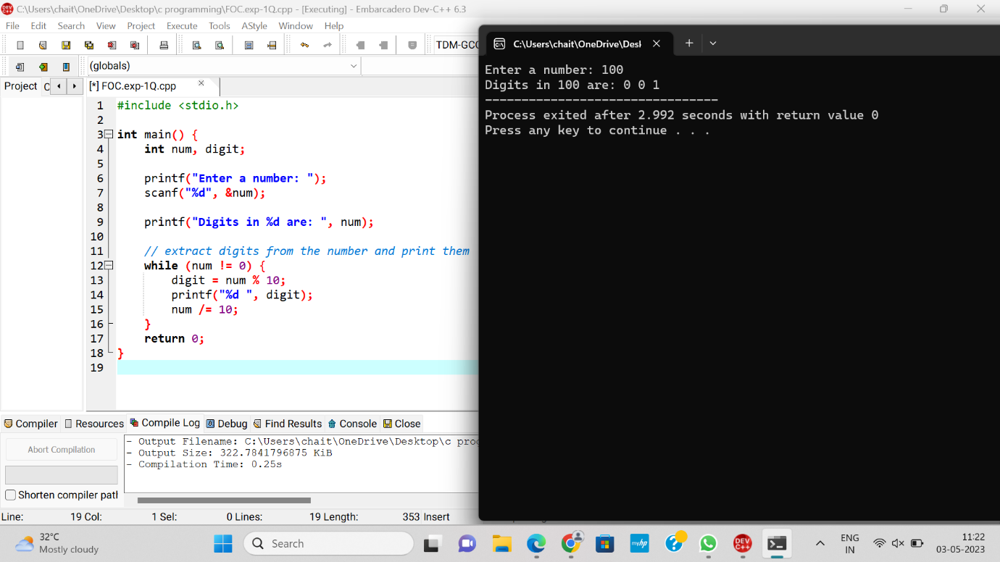 C:\Users\chait\OneDrive\Desktop\c programming\FOC.exp-1Q.cpp - [Executing] - Embarcadero Dev-C++ 6.3
File Edit Search View Project Execute Tools AStyle Window Help
TDM-GCC
(globals)
Project C [*] FOC.exp-1Q.cpp
1 #include <stdio.h>
2
3 int main() {
4 int num, digit;
5
6 printf("Enter a number: ");
7 scanf("%d", &num);
8
9 printf("Digits in %d are: ", num);
10
11 // extract digits from the number and print them
12 while (num != 0) {
13 digit = num % 10;
14 printf("%d ", digit);
15 num /= 10;
16 }
17 return 0;
18 }
19
C:\Users\chait\OneDrive\Desl
Enter a number: 100
Digits in 100 are: 0 0 1
--------------------------------
Process exited after 2.992 seconds with return value 0
Press any key to continue . . .
Compiler Resources Compile Log Debug Find Results Console Close
Abort Compilation
Shorten compiler path
- Output Filename: C:\Users\chait\OneDrive\Desktop\c prog
- Output Size: 322.7841796875 KiB
- Compilation Time: 0.25s
Line: 19 Col: 1 Sel: 0 Lines: 19 Length: 353 Insert
32°C
Mostly cloudy
Search
myhp
DEV C++
ENG
IN
11:22
03-05-2023